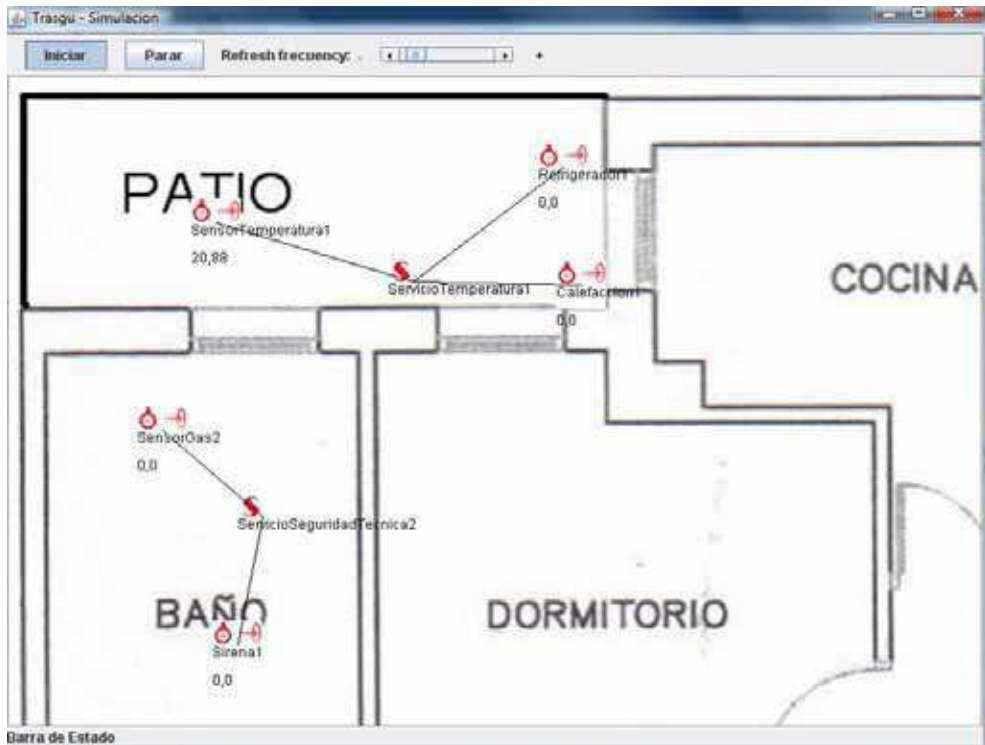 Trasgu - Simulacion
Iniciar Parar Refresh frecuency: - +
PATIO
Refrigerador1
0,0
SensorTemperatura1
20,88
ServicioTemperatura1
Calefaccion1
0,0
COCINA
SensorGas2
0,0
ServicioSeguridadTecnica2
BAÑO
DORMITORIO
Sirena1
0,0
Barra de Estado